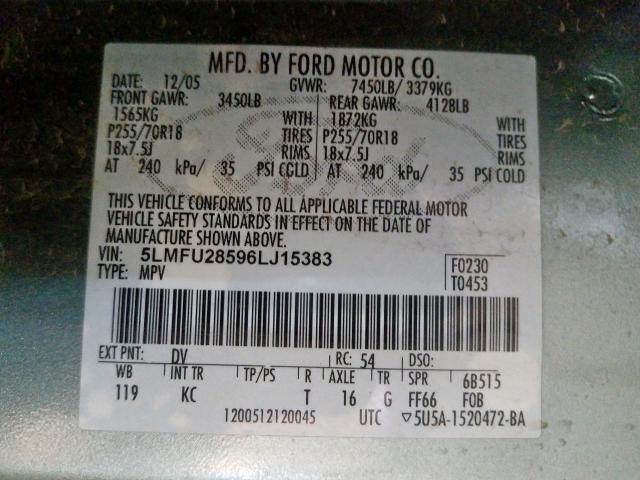 MFD. BY FORD MOTOR CO.
DATE: 12/05 GVWR: 7450LB/ 3379KG
FRONT GAWR: 3450LB REAR GAWR: 4128LB
1565KG WITH 1872KG WITH
P255/70R18 TIRES P255/70R18 TIRES
18x7.5J RIMS 18x7.5J RIMS
AT 240 kPa/ 35 PSI COLD AT 240 kPa/ 35 PSI COLD
THIS VEHICLE CONFORMS TO ALL APPLICABLE FEDERAL MOTOR
VEHICLE SAFETY STANDARDS IN EFFECT ON THE DATE OF
MANUFACTURE SHOWN ABOVE.
VIN: 5LMFU28596LJ15383 F0230
TYPE: MPV T0453
EXT PNT: DV RC: 54 DSO:
WB INT TR TP/PS R AXLE TR SPR 6B515
119 KC T 16 G FF66 FOB
1200512120045 UTC ▽5U5A-1520472-BA
Ford